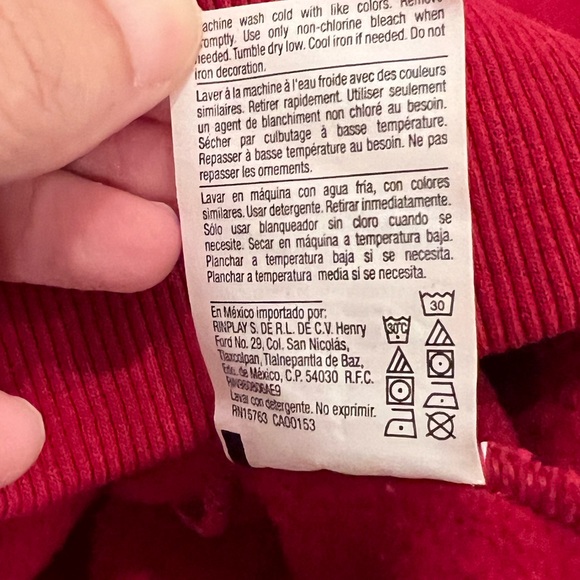 achine wash cold with like colors. Remove
romptly. Use only non-chlorine bleach when
needed. Tumble dry low. Cool iron if needed. Do not
iron decoration.
Laver à la machine à l'eau froide avec des couleurs
similaires. Retirer rapidement. Utiliser seulement
un agent de blanchiment non chloré au besoin.
Sécher par culbutage à basse température.
Repasser à basse température au besoin. Ne pas
repasser les ornements.
Lavar en máquina con agua fría, con colores
similares. Usar detergente. Retirar inmediatamente.
Sólo usar blanqueador sin cloro cuando se
necesite. Secar en máquina a temperatura baja.
Planchar a temperatura baja si se necesita.
Planchar a temperatura media si se necesita.
En México importado por:
RINPLAY S. DE R.L. DE C.V. Henry
Ford No. 29, Col. San Nicolás,
Tlaxcolpan, Tlalnepantla de Baz,
Edo. de México, C.P. 54030 R.F.C.
Lavar con detergente. No exprimir.
RN15763 CA00153
30
30°C